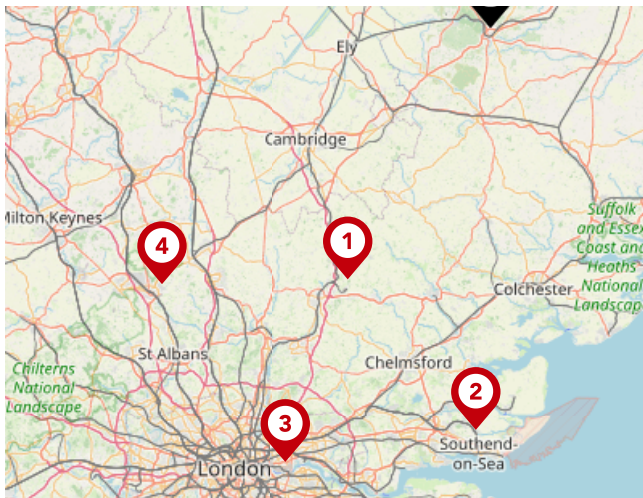 Ely
Cambridge
Milton Keynes
Suffolk
and Essex
Coast and
Heaths
National
Landscape
4
1
Colchester
St Albans
Chelmsford
Chilterns
National
Landscape
2
3
Southend-
on-Sea
London